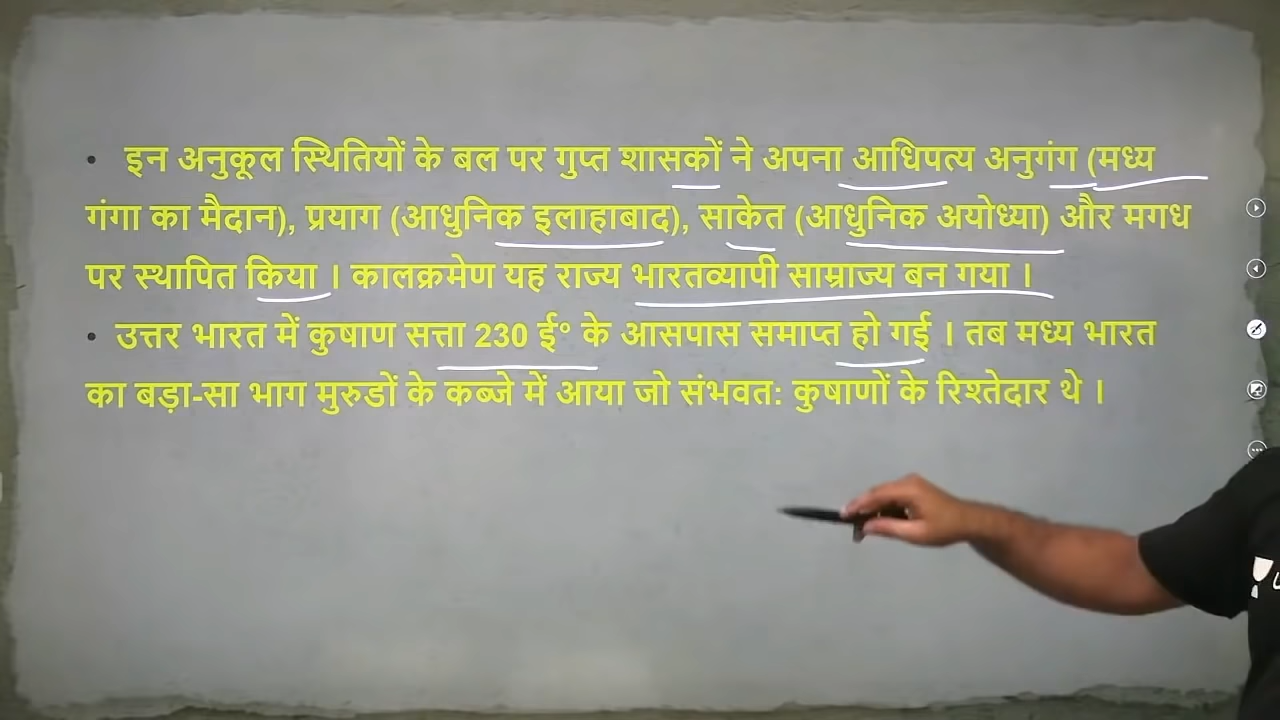 • इन अनुकूल स्थितियों के बल पर गुप्त शासकों ने अपना आधिपत्य अनुगंग (मध्य
गंगा का मैदान), प्रयाग (आधुनिक इलाहाबाद), साकेत (आधुनिक अयोध्या) और मगध
पर स्थापित किया । कालक्रमेण यह राज्य भारतव्यापी साम्राज्य बन गया ।
• उत्तर भारत में कुषाण सत्ता 230 ई° के आसपास समाप्त हो गई । तब मध्य भारत
का बड़ा-सा भाग मुरुडों के कब्जे में आया जो संभवत: कुषाणों के रिश्तेदार थे ।